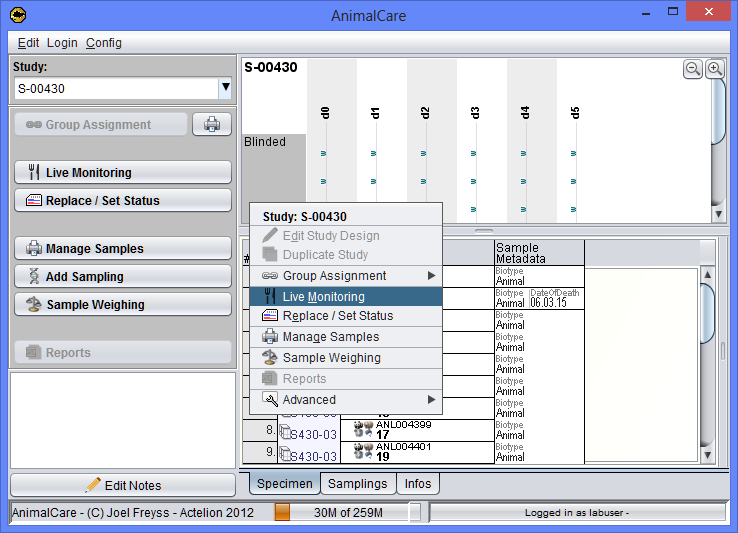 AnimalCare
Edit Login Config
Study:
S-00430
Group Assignment
Live Monitoring
Replace / Set Status
Manage Samples
Add Sampling
Sample Weighing
Reports
Edit Notes
S-00430
d0 d1 d2 d3 d4 d5
Blinded
Study: S-00430
Edit Study Design
Duplicate Study
Group Assignment
Live Monitoring
Replace / Set Status
Manage Samples
Sample Weighing
Reports
Advanced
#
Sample
Metadata
Biotype
Animal
Biotype DateOfDeath
Animal 06.03.15
Biotype
Animal
Biotype
Animal
Biotype
Animal
Biotype
Animal
Biotype
Animal
S430-03
8. S430-03 ANL004399
17
Biotype
Animal
9. S430-03 ANL004401
19
Biotype
Animal
Specimen Samplings Infos
AnimalCare - (C) Joel Freyss - Actelion 2012
30M of 259M
Logged in as labuser -